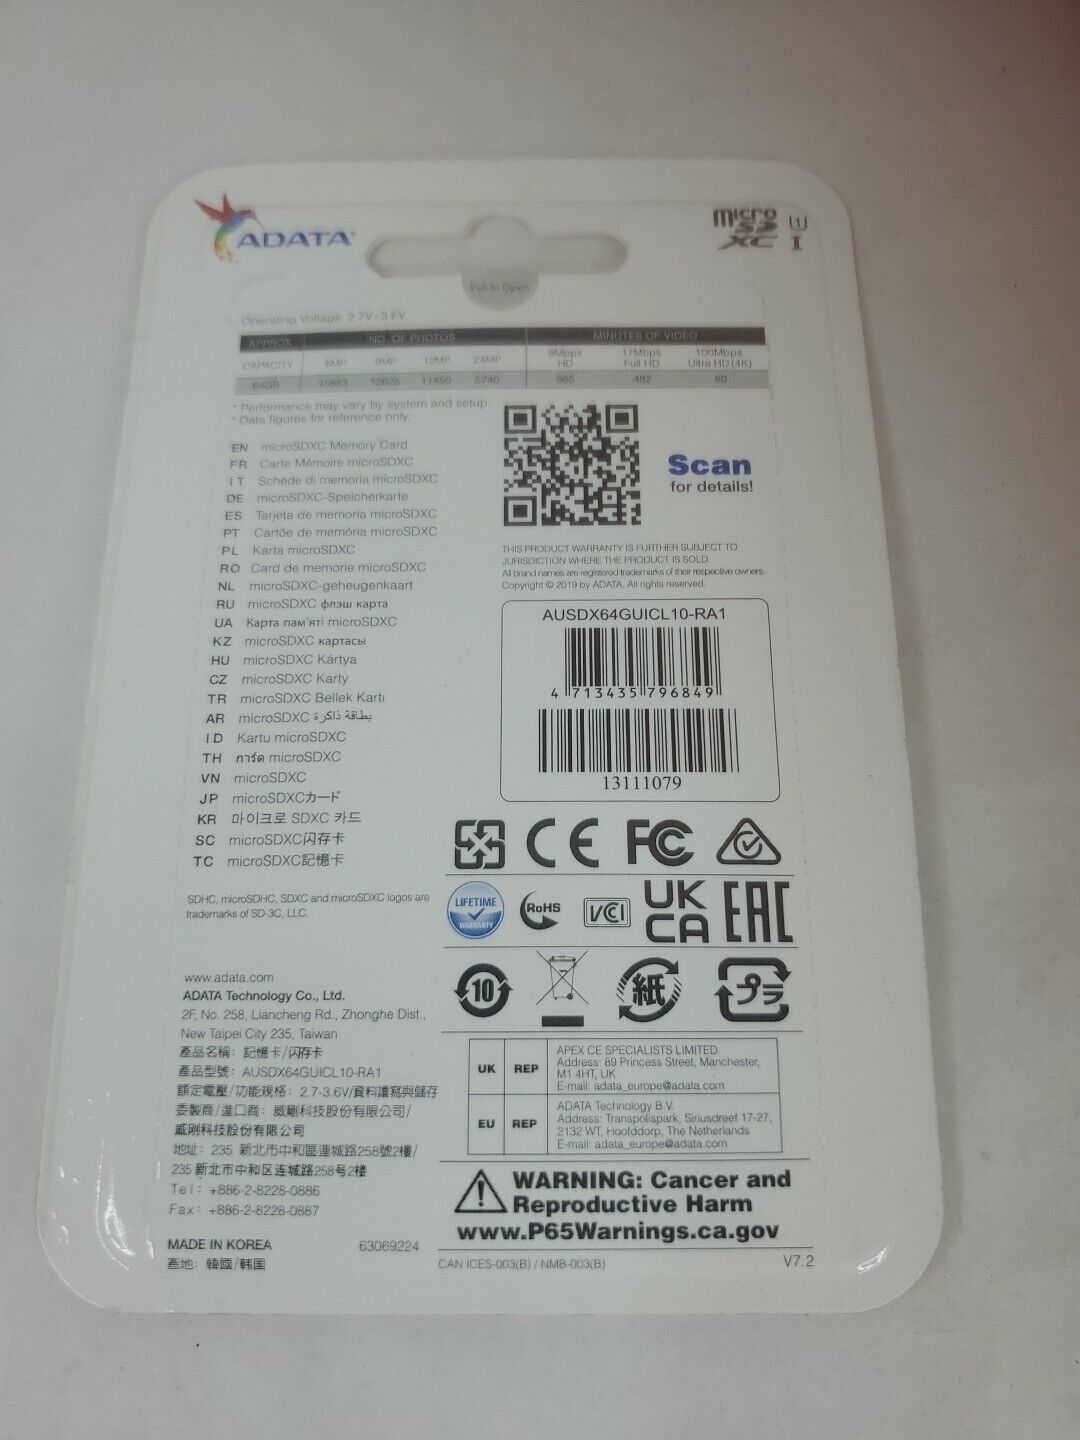 ADATA
micro
SD
XC I
1
Pull to Open
Operating Voltage: 2.7V~3.6V
APPROX NO. OF PHOTOS MINUTES OF VIDEO
CAPACITY 6MP 9MP 12MP 24MP 9Mbps HD 17Mbps Full HD 100Mbps Ultra HD (4K)
64GB 15883 12625 11450 5740 965 482 80
* Performance may vary by system and setup.
* Data figures for reference only.
EN microSDXC Memory Card
FR Carte Mémoire microSDXC
IT Schede di memoria microSDXC
DE microSDXC-Speicherkarte
ES Tarjeta de memoria microSDXC
PT Cartõe de memória microSDXC
PL Karta microSDXC
RO Card de memorie microSDXC
NL microSDXC-geheugenkaart
RU microSDXC флэш карта
UA Карта пам'яті microSDXC
KZ microSDXC картасы
HU microSDXC Kártya
CZ microSDXC Karty
TR microSDXC Bellek Kartı
AR microSDXC بطاقة ذاكرة
ID Kartu microSDXC
TH การ์ด microSDXC
VN microSDXC
JP microSDXCカード
KR 마이크로 SDXC 카드
SC microSDXC闪存卡
TC microSDXC記憶卡
SDHC, microSDHC, SDXC and microSDXC logos are
trademarks of SD-3C, LLC.
www.adata.com
ADATA Technology Co., Ltd.
2F, No. 258, Liancheng Rd., Zhonghe Dist.,
New Taipei City 235, Taiwan
產品名稱: 記憶卡/闪存卡
產品型號: AUSDX64GUICL10-RA1
額定電壓/功能規格: 2.7-3.6V/資料讀寫與儲存
委製商/進口商: 威剛科技股份有限公司/
威刚科技股份有限公司
地址: 235 新北市中和區連城路258號2樓/
235 新北市中和区连城路258号2樓
Tel: +886-2-8228-0886
Fax: +886-2-8228-0887
MADE IN KOREA 63069224
產地: 韓國/韩国
Scan
for details!
THIS PRODUCT WARRANTY IS FURTHER SUBJECT TO
JURISDICTION WHERE THE PRODUCT IS SOLD.
All brand names are registered trademarks of their respective owners.
Copyright © 2019 by ADATA. All rights reserved.
AUSDX64GUICL10-RA1
4 713435 796849
13111079
CE FC
LIFETIME
WARRANTY
RoHS
VCI
UK
CA
EAC
10
紙
プラ
UK REP
APEX CE SPECIALISTS LIMITED
Address: 89 Princess Street, Manchester,
M1 4HT, UK
E-mail: adata_europe@adata.com
EU REP
ADATA Technology B.V.
Address: Transpolispark, Siriusdreef 17-27,
2132 WT, Hoofddorp, The Netherlands
E-mail: adata_europe@adata.com
WARNING: Cancer and
Reproductive Harm
www.P65Warnings.ca.gov
CAN ICES-003(B) / NMB-003(B) V7.2